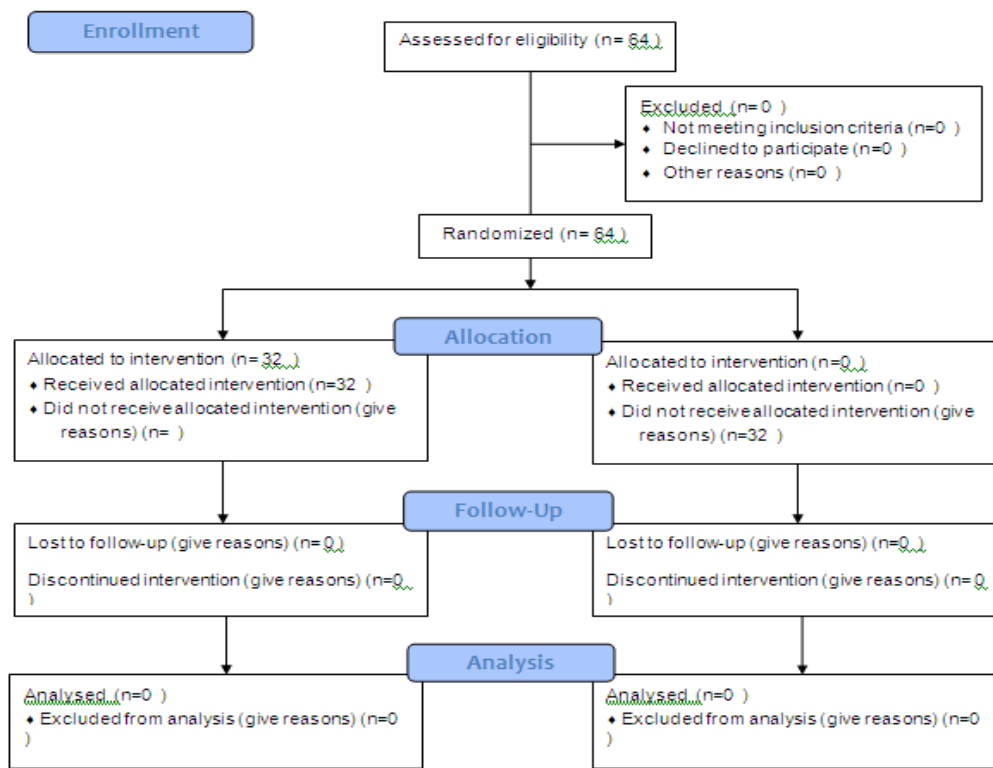 Enrollment
Assessed for eligibility (n= 64 )
Excluded (n= 0 )
♦ Not meeting inclusion criteria (n=0 )
♦ Declined to participate (n=0 )
♦ Other reasons (n=0 )
Randomized (n= 64 )
Allocation
Allocated to intervention (n= 32 )
♦ Received allocated intervention (n=32 )
♦ Did not receive allocated intervention (give
reasons) (n= )
Allocated to intervention (n=0 )
♦ Received allocated intervention (n=0 )
♦ Did not receive allocated intervention (give
reasons) (n=32 )
Follow-Up
Lost to follow-up (give reasons) (n= 0 )
Discontinued intervention (give reasons) (n=0
)
Lost to follow-up (give reasons) (n=0 )
Discontinued intervention (give reasons) (n= 0
)
Analysis
Analysed (n=0 )
♦ Excluded from analysis (give reasons) (n=0
)
Analysed (n=0 )
♦ Excluded from analysis (give reasons) (n=0
)